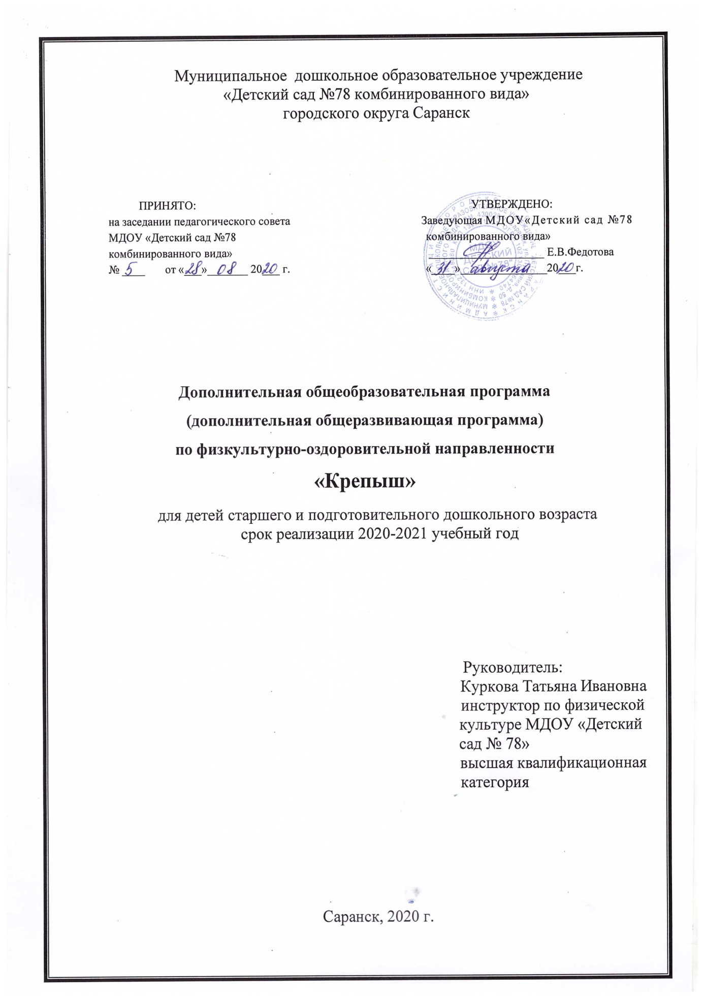 Муниципальное дошкольное образовательное учреждение
«Детский сад №78 комбинированного вида»
городского округа Саранск
ПРИНЯТО:
на заседании педагогического совета
МДОУ «Детский сад №78
комбинированного вида»
№ 5 от «28» 08 2020 г.
УТВЕРЖДЕНО:
Заведующая МДОУ «Детский сад №78
комбинированного вида»
Е.В.Федотова
«31» августа 2020 г.
МДОУ
"ДЕТСКИЙ
САД №78"
Дополнительная общеобразовательная программа
(дополнительная общеразвивающая программа)
по физкультурно-оздоровительной направленности
«Крепыш»
для детей старшего и подготовительного дошкольного возраста
срок реализации 2020-2021 учебный год
Руководитель:
Куркова Татьяна Ивановна
инструктор по физической
культуре МДОУ «Детский
сад № 78»
высшая квалификационная
категория
Саранск, 2020 г.